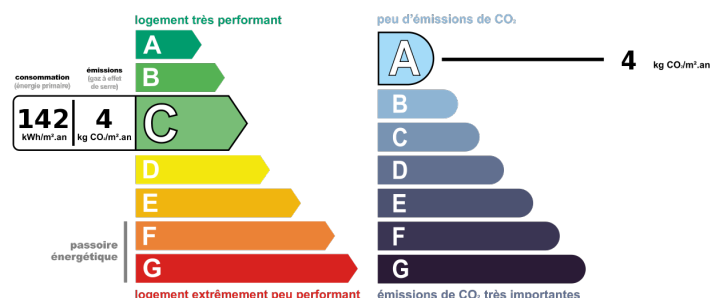 logement très performant
A
B
consommation
(énergie primaire)
émissions
(gaz à effet
de serre)
142
kWh/m².an
4
kg CO₂/m².an
C
D
E
F
G
passoire
énergétique
logement extrêmement peu performant
peu d'émissions de CO₂
A
4
kg CO₂/m².an
B
C
D
E
F
G
émissions de CO₂ très importantes